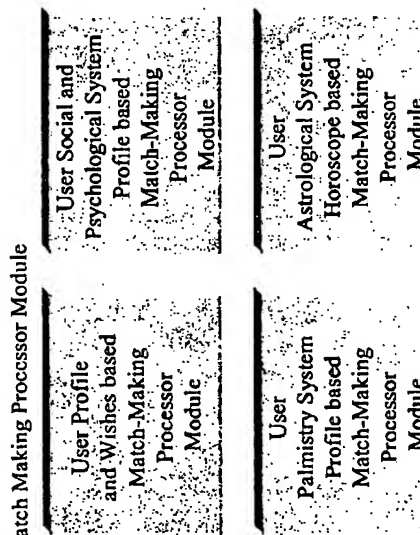 atch Making Processor Module
User Profile
and Wishes based
Match-Making
Processor
Module
User Social and
Psychological System
Profile based
Match-Making
Processor
Module
User
Palmistry System
Profile based
Match-Making
Processor
Module
User
Astrological System
Horoscope based
Match-Making
Processor
Module